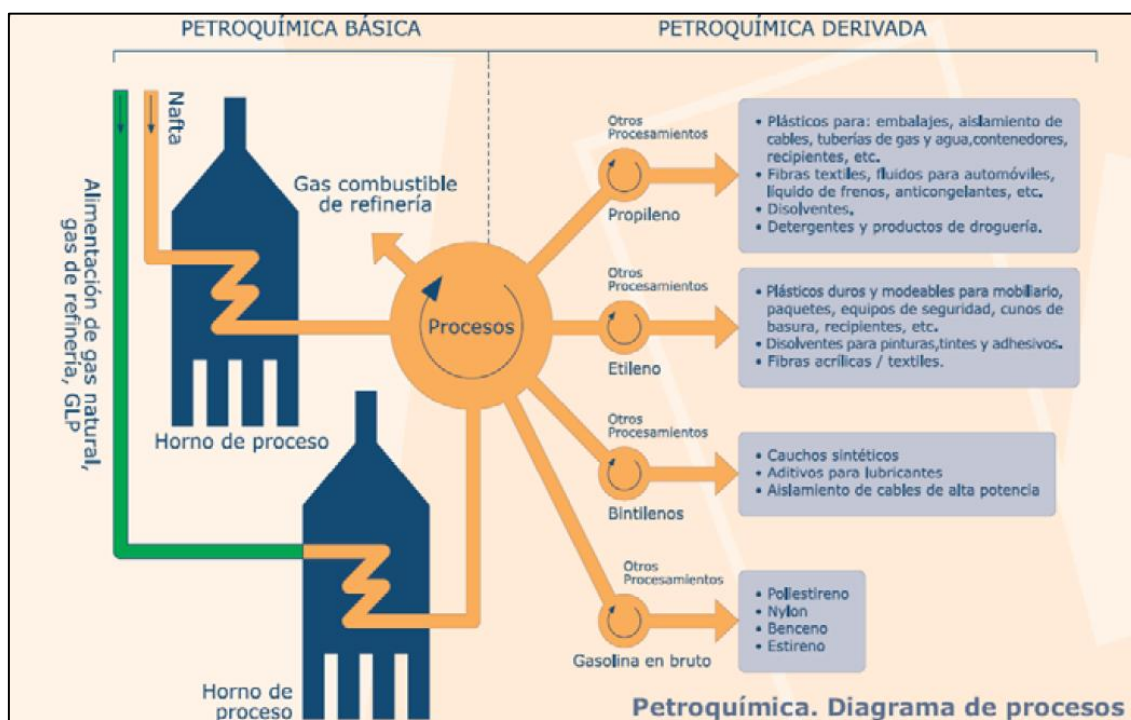 PETROQUÍMICA BÁSICA
PETROQUÍMICA DERIVADA
Nafta
Alimentación de gas natural,
gas de refinería, GLP
Gas combustible
de refinería
Procesos
Horno de proceso
Horno de
proceso
Otros
Procesamientos
Propileno
• Plásticos para: embalajes, aislamiento de
cables, tuberías de gas y agua,contenedores,
recipientes, etc.
• Fibras textiles, fluidos para automóviles,
líquido de frenos, anticongelantes, etc.
• Disolventes.
• Detergentes y productos de droguería.
Otros
Procesamientos
Etileno
• Plásticos duros y modeables para mobiliario,
paquetes, equipos de seguridad, cunos de
basura, recipientes, etc.
• Disolventes para pinturas,tintes y adhesivos.
• Fibras acrílicas / textiles.
Otros
Procesamientos
Bintilenos
• Cauchos sintéticos
• Aditivos para lubricantes
• Aislamiento de cables de alta potencia
Otros
Procesamientos
Gasolina en bruto
• Poliestireno
• Nylon
• Benceno
• Estireno
Petroquímica. Diagrama de procesos